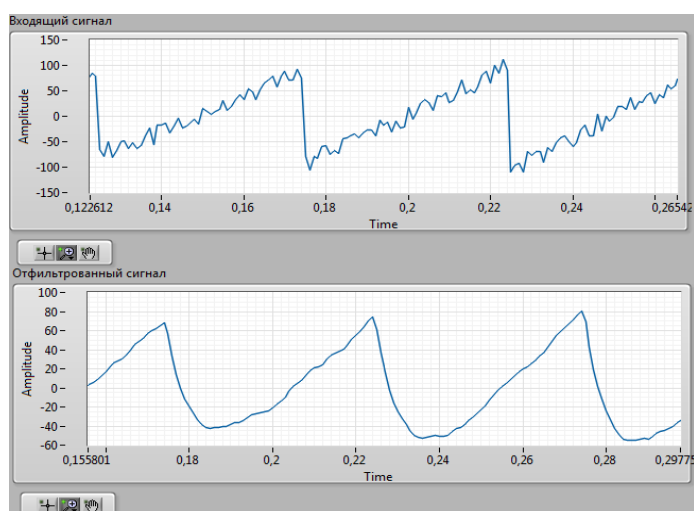 Входящий сигнал
150
100
50
0
-50
-100
-150
Amplitude
0,122612 0,14 0,16 0,18 0,2 0,22 0,24 0,26542
Time
Отфильтрованный сигнал
100
80
60
40
20
0
-20
-40
-60
Amplitude
0,155801 0,18 0,2 0,22 0,24 0,26 0,28 0,29775
Time